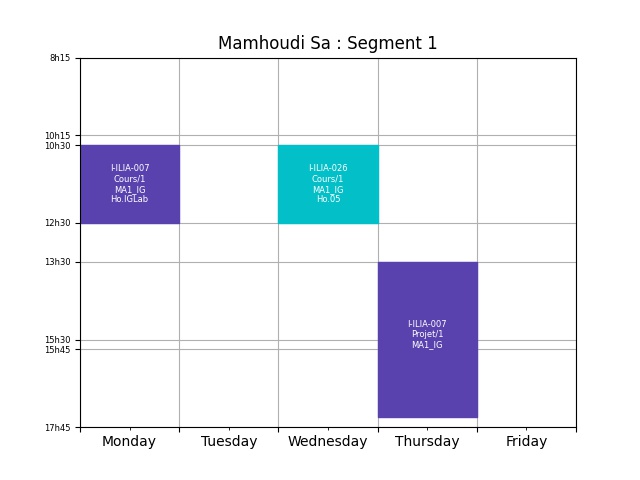 Mamhoudi Sa : Segment 1
8h15
10h15
10h30
12h30
13h30
15h30
15h45
17h45
I-ILIA-007
Cours/1
MA1_IG
Ho.IGLab
I-ILIA-026
Cours/1
MA1_IG
Ho.05
I-ILIA-007
Projet/1
MA1_IG
Monday
Tuesday
Wednesday
Thursday
Friday